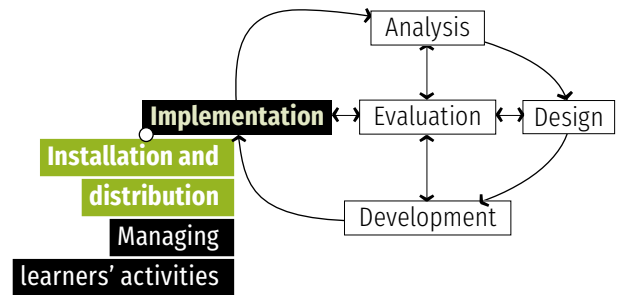 Analysis
Implementation
Evaluation
Design
Installation and
distribution
Development
Managing
learners’ activities